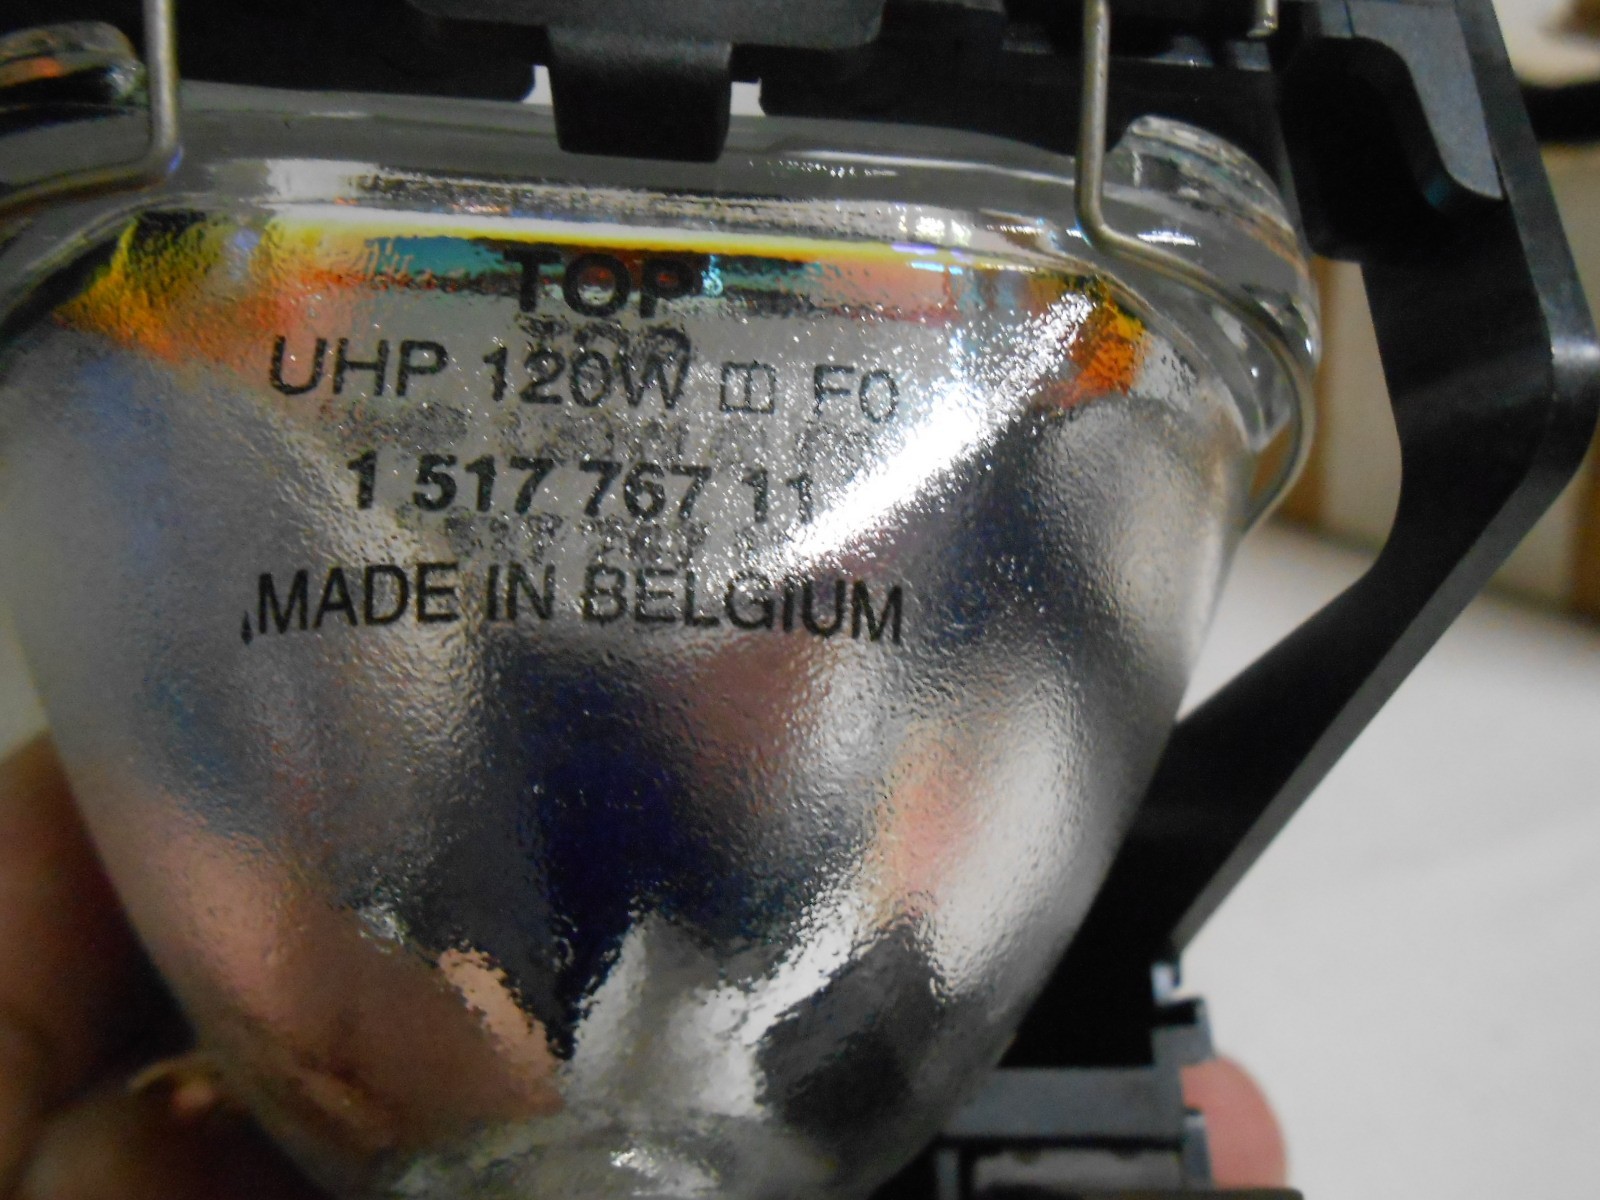 TOP
UHP 120W F0
1 517 767 11
MADE IN BELGIUM